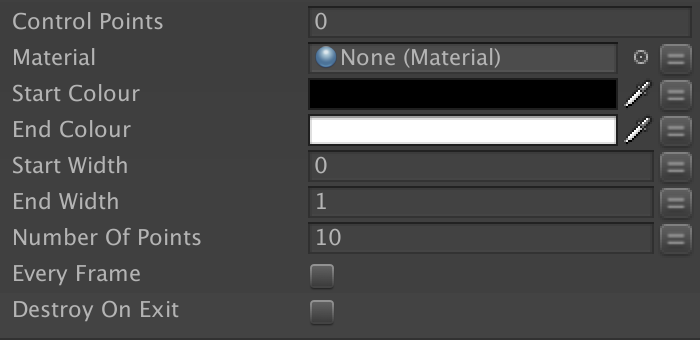 Control Points 0
Material None (Material)
Start Colour
End Colour
Start Width 0
End Width 1
Number Of Points 10
Every Frame
Destroy On Exit